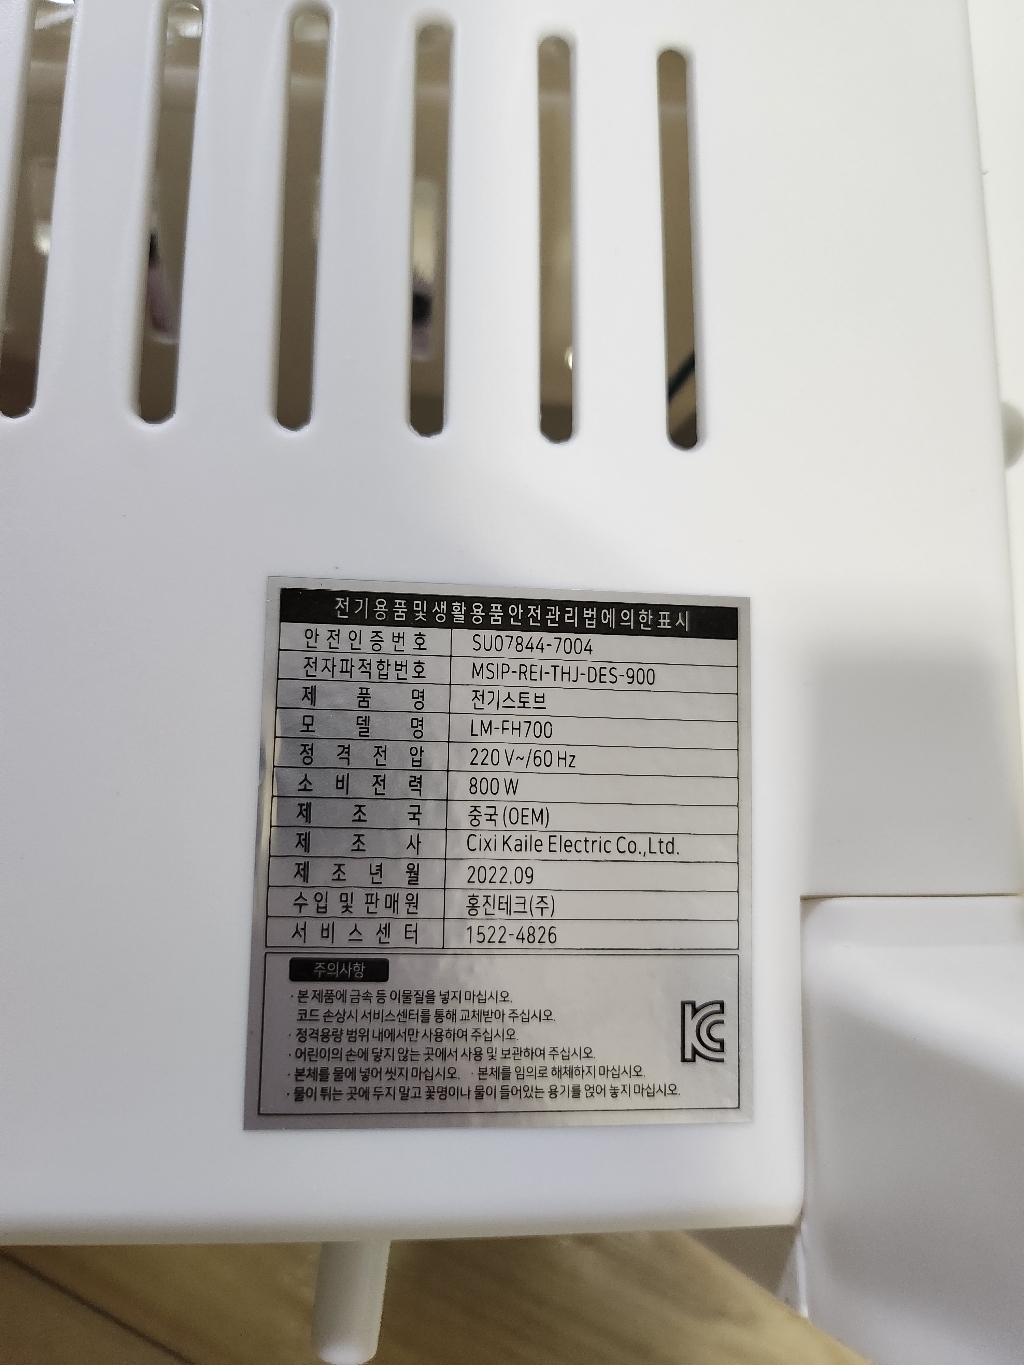 전기용품및생활용품안전관리법에의한표시
안전인증번호 SU07844-7004
전자파적합번호 MSIP-REI-THJ-DES-900
제품명 전기스토브
모델명 LM-FH700
정격전압 220V~/60Hz
소비전력 800W
제조국 중국(OEM)
제조사 Cixi Kaile Electric Co.,Ltd.
제조년월 2022.09
수입 및 판매원 홍진테크(주)
서비스센터 1522-4826
주의사항
· 본 제품에 금속 등 이물질을 넣지 마십시오.
코드 손상시 서비스센터를 통해 교체받아 주십시오.
· 정격용량 범위 내에서만 사용하여 주십시오.
· 어린이의 손에 닿지 않는 곳에서 사용 및 보관하여 주십시오.
· 본체를 물에 넣어 씻지 마십시오. · 본체를 임의로 해체하지 마십시오.
· 물이 튀는 곳에 두지 말고 꽃병이나 물이 들어있는 용기를 얹어 놓지 마십시오.
KC